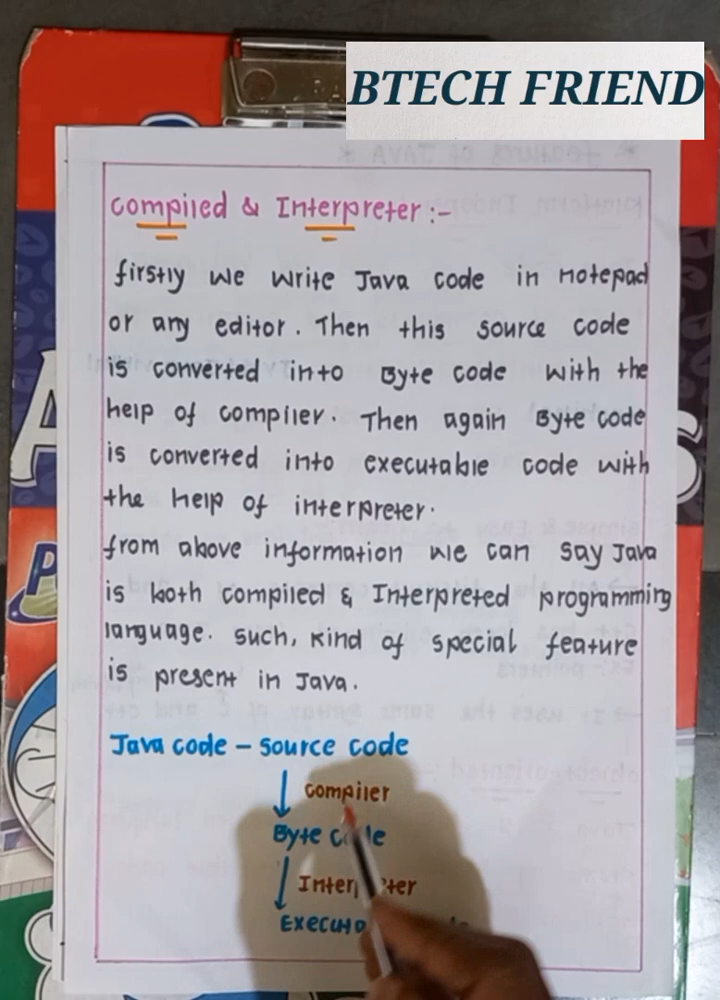 BTECH FRIEND
Compiled & Interpreter :-
firstly we write Java code in notepad
or any editor. Then this source code
is converted into Byte code with the
help of compiler. Then again Byte code
is converted into executable code with
the help of interpreter.
from above information we can say Java
is both compiled & Interpreted programming
language. such, kind of special feature
is present in Java.
Java code - source code
Compiler
Byte code